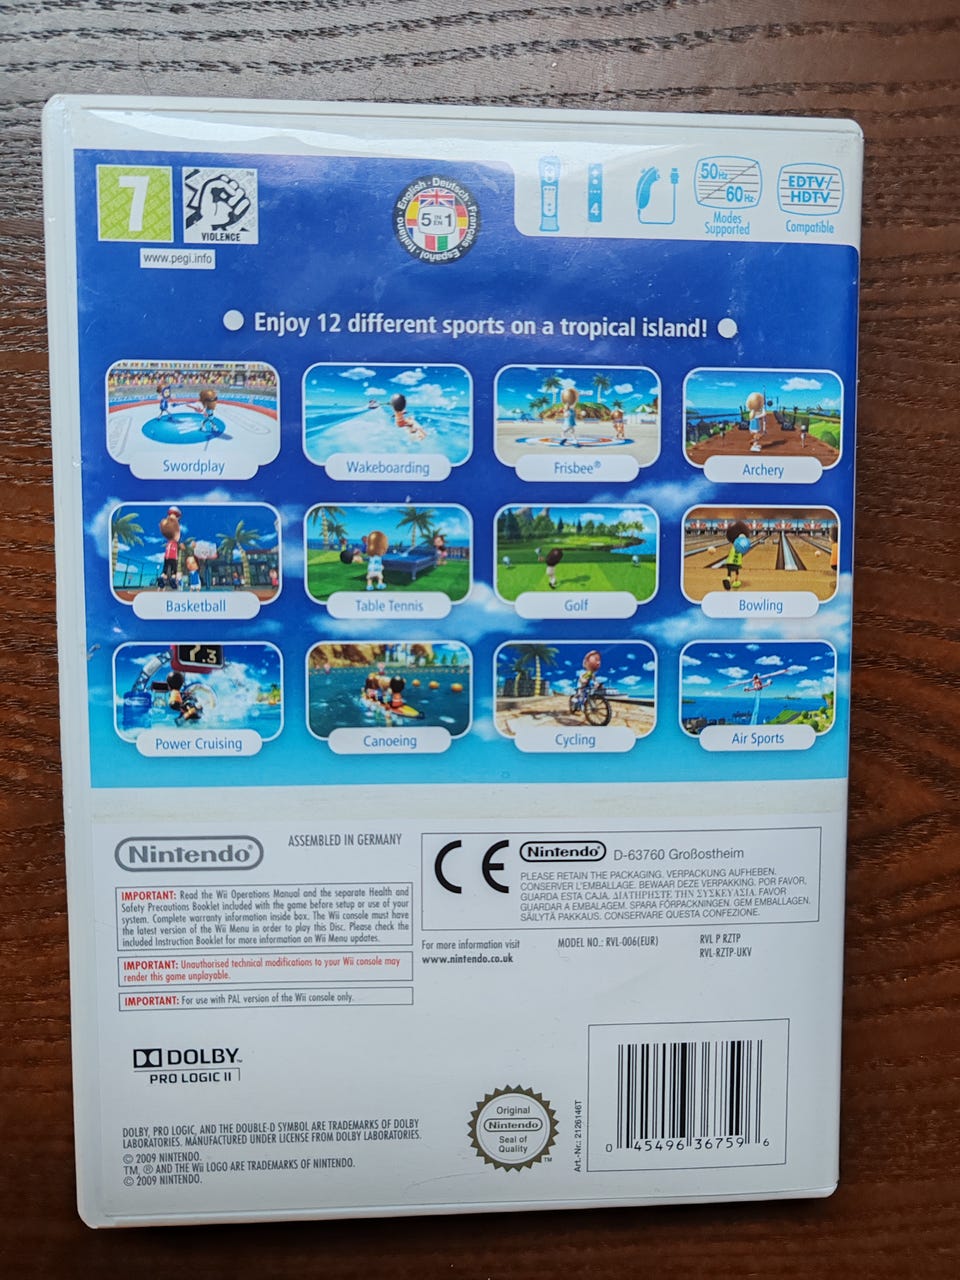 7
VIOLENCE
™
www.pegi.info
English · Deutsch · Français · Español · Italiano ·
5 IN EN 1
4
50Hz
60Hz
Modes
Supported
EDTV/
HDTV
Compatible
Enjoy 12 different sports on a tropical island!
Swordplay
Wakeboarding
Frisbee®
Archery
Basketball
Table Tennis
Golf
Bowling
7.3
Power Cruising
Canoeing
Cycling
Air Sports
Nintendo®
ASSEMBLED IN GERMANY
IMPORTANT: Read the Wii Operations Manual and the separate Health and
Safety Precautions Booklet included with the game before setup or use of your
system. Complete warranty information inside box. The Wii console must have
the latest version of the Wii Menu in order to play this Disc. Please check the
included Instruction Booklet for more information on Wii Menu updates.
IMPORTANT: Unauthorised technical modifications to your Wii console may
render this game unplayable.
IMPORTANT: For use with PAL version of the Wii console only.
CE
Nintendo®
D-63760 Großostheim
PLEASE RETAIN THE PACKAGING. VERPACKUNG AUFHEBEN.
CONSERVER L'EMBALLAGE. BEWAAR DEZE VERPAKKING. POR FAVOR,
GUARDA ESTA CAJA. ΔΙΑΤΗΡΗΣΤΕ ΤΗΝ ΣΥΣΚΕΥΑΣΙΑ. FAVOR
GUARDAR A EMBALAGEM. SPARA FÖRPACKNINGEN. GEM EMBALLAGEN.
SÄILYTÄ PAKKAUS. CONSERVARE QUESTA CONFEZIONE.
For more information visit
www.nintendo.co.uk
MODEL NO.: RVL-006(EUR)
RVL P RZTP
RVL-RZTP-UKV
DOLBY™
PRO LOGIC II
DOLBY, PRO LOGIC, AND THE DOUBLE-D SYMBOL ARE TRADEMARKS OF DOLBY
LABORATORIES. MANUFACTURED UNDER LICENSE FROM DOLBY LABORATORIES.
© 2009 NINTENDO.
TM, ® AND THE Wii LOGO ARE TRADEMARKS OF NINTENDO.
© 2009 NINTENDO.
Original
Nintendo
Seal of
Quality
™
Art.-Nr.: 2126146T
0 45496 36759 6